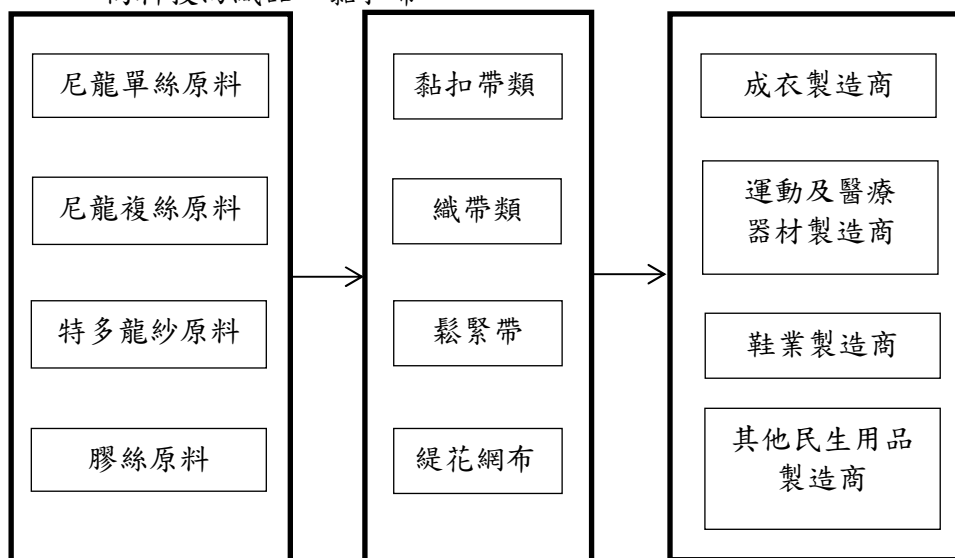 尼龍單絲原料
尼龍複絲原料
特多龍紗原料
膠絲原料
黏扣帶類
織帶類
鬆緊帶
緹花網布
成衣製造商
運動及醫療
器材製造商
鞋業製造商
其他民生用品
製造商